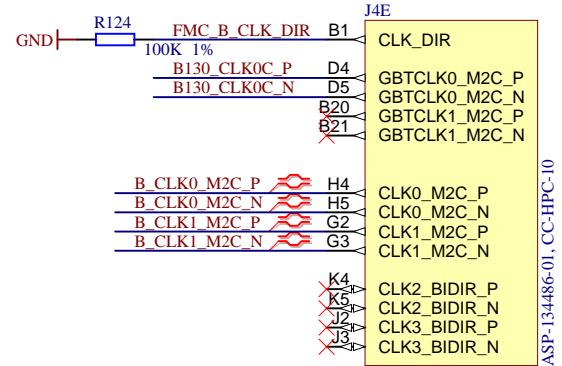 J4E
R124
GND
100K 1%
FMC_B_CLK_DIR B1 CLK_DIR
B130_CLK0C_P D4 GBTCLK0_M2C_P
B130_CLK0C_N D5 GBTCLK0_M2C_N
B20 GBTCLK1_M2C_P
B21 GBTCLK1_M2C_N
B_CLK0_M2C_P H4 CLK0_M2C_P
B_CLK0_M2C_N H5 CLK0_M2C_N
B_CLK1_M2C_P G2 CLK1_M2C_P
B_CLK1_M2C_N G3 CLK1_M2C_N
K4 CLK2_BIDIR_P
K5 CLK2_BIDIR_N
J2 CLK3_BIDIR_P
J3 CLK3_BIDIR_N
ASP-134486-01, CC-HPC-10